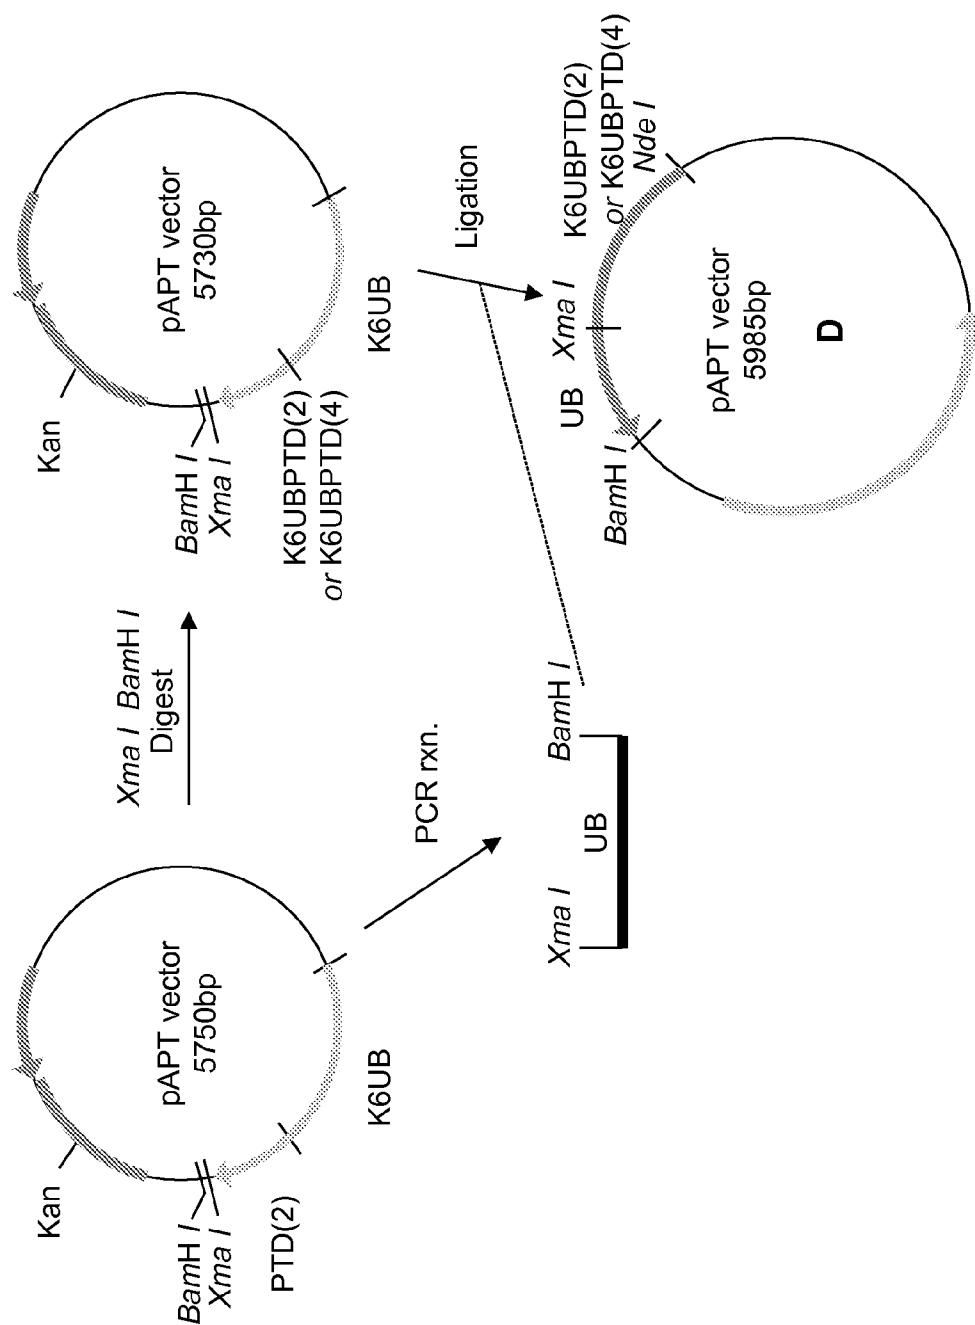 Kan
BamH I
Xma I
PTD(2)
pAPT vector
5750bp
K6UB
Xma I BamH I
Digest
Kan
BamH I
Xma I
K6UBPTD(2)
or K6UBPTD(4)
pAPT vector
5730bp
K6UB
PCR rxn.
Ligation
Xma I
UB
BamH I
BamH I
UB
Xma I
K6UBPTD(2)
or K6UBPTD(4)
Nde I
pAPT vector
5985bp
D